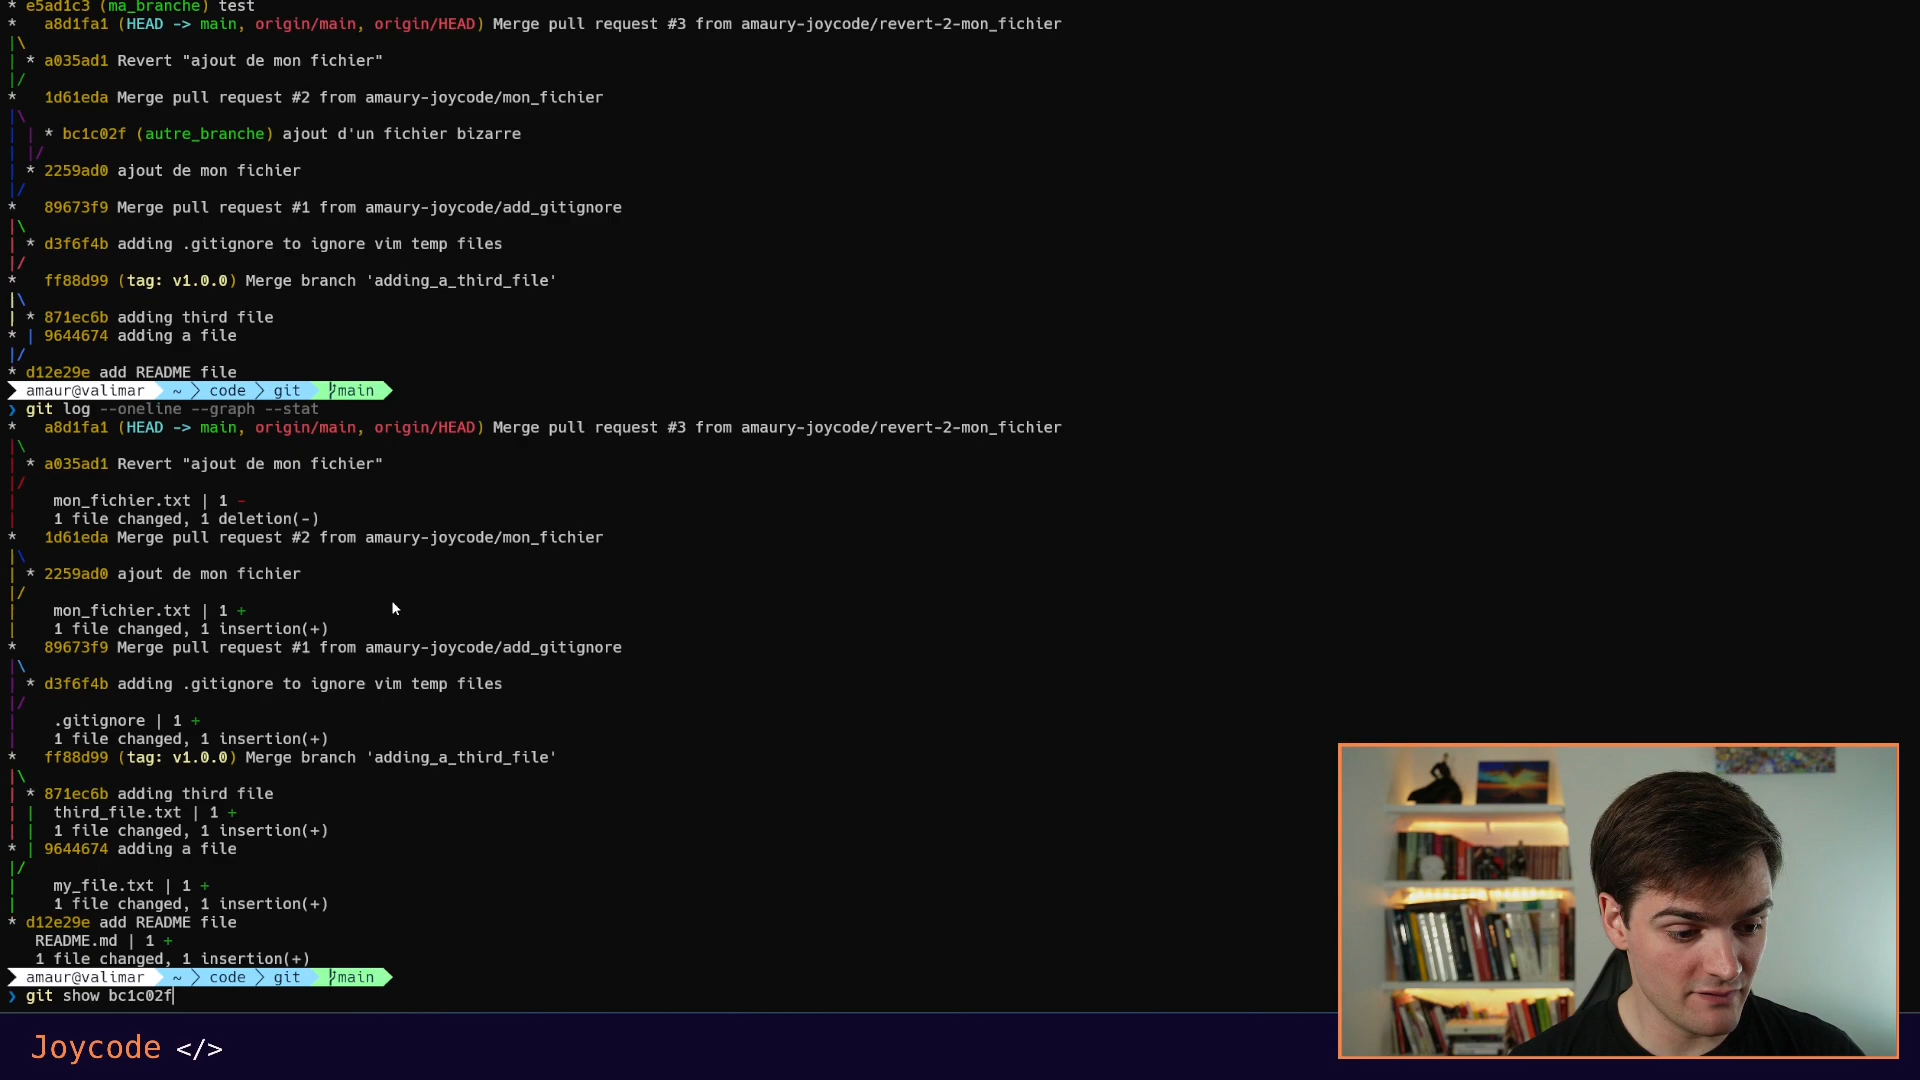 * e5ad1c3 (ma_branche) test
*   a8d1fa1 (HEAD -> main, origin/main, origin/HEAD) Merge pull request #3 from amaury-joycode/revert-2-mon_fichier
|\
| * a035ad1 Revert "ajout de mon fichier"
|/
*   1d61eda Merge pull request #2 from amaury-joycode/mon_fichier
|\
| | * bc1c02f (autre_branche) ajout d'un fichier bizarre
| |/
| * 2259ad0 ajout de mon fichier
|/
*   89673f9 Merge pull request #1 from amaury-joycode/add_gitignore
|\
| * d3f6f4b adding .gitignore to ignore vim temp files
|/
*   ff88d99 (tag: v1.0.0) Merge branch 'adding_a_third_file'
|\
| * 871ec6b adding third file
* | 9644674 adding a file
|/
* d12e29e add README file
amaur@valimar ~ code git main
❯ git log --oneline --graph --stat
*   a8d1fa1 (HEAD -> main, origin/main, origin/HEAD) Merge pull request #3 from amaury-joycode/revert-2-mon_fichier
|\
| * a035ad1 Revert "ajout de mon fichier"
|/
|    mon_fichier.txt | 1 -
|    1 file changed, 1 deletion(-)
*   1d61eda Merge pull request #2 from amaury-joycode/mon_fichier
|\
| * 2259ad0 ajout de mon fichier
|/
|    mon_fichier.txt | 1 +
|    1 file changed, 1 insertion(+)
*   89673f9 Merge pull request #1 from amaury-joycode/add_gitignore
|\
| * d3f6f4b adding .gitignore to ignore vim temp files
|/
|    .gitignore | 1 +
|    1 file changed, 1 insertion(+)
*   ff88d99 (tag: v1.0.0) Merge branch 'adding_a_third_file'
|\
| * 871ec6b adding third file
| |  third_file.txt | 1 +
| |  1 file changed, 1 insertion(+)
* | 9644674 adding a file
|/
|    my_file.txt | 1 +
|    1 file changed, 1 insertion(+)
* d12e29e add README file
   README.md | 1 +
   1 file changed, 1 insertion(+)
amaur@valimar ~ code git main
❯ git show bc1c02f
Joycode </>